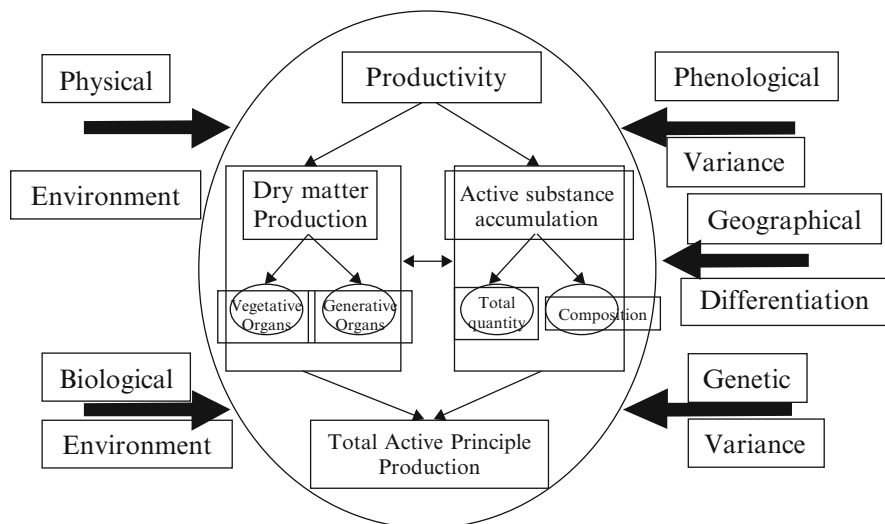 Physical
Environment
Productivity
Phenological
Variance
Dry matter
Production
Active substance
accumulation
Geographical
Differentiation
Vegetative
Organs
Generative
Organs
Total
quantity
Composition
Biological
Environment
Genetic
Variance
Total Active Principle
Production